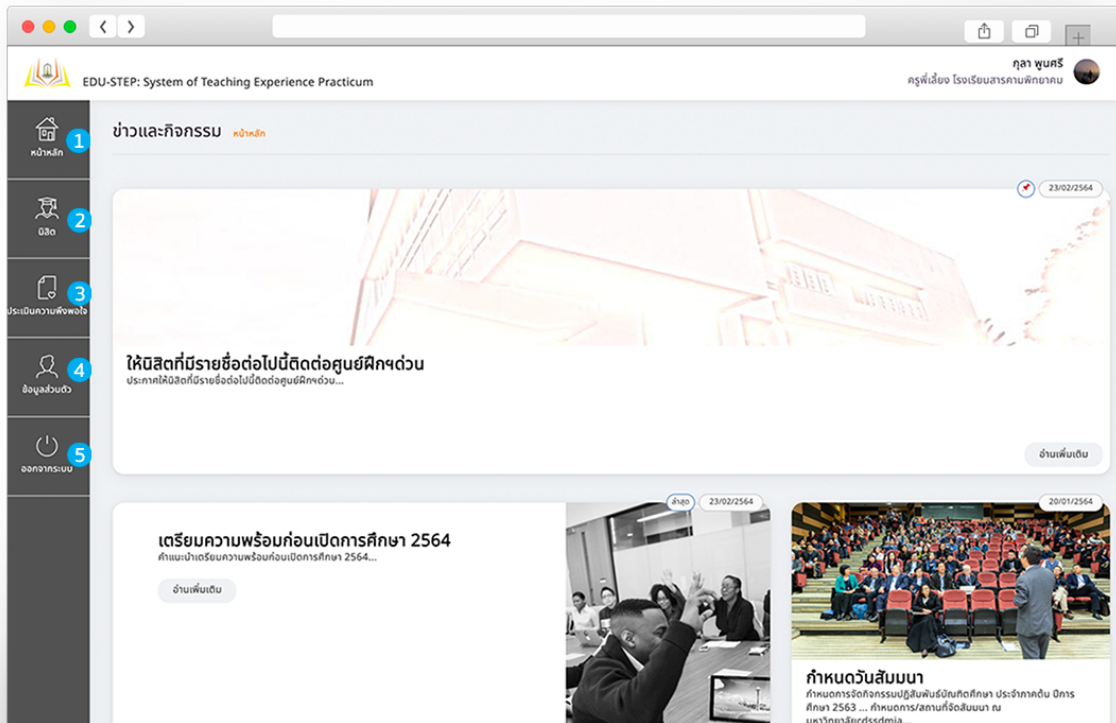 กุลา พูนศรี
EDU-STEP: System of Teaching Experience Practicum
ครูพี่เลี้ยง โรงเรียนสารคามพิทยาคม
1
หน้าหลัก
2
นิสิต
3
ประเมินความพึงพอใจ
4
ข้อมูลส่วนตัว
5
ออกจากระบบ
ข่าวและกิจกรรม หน้าหลัก
23/02/2564
ให้นิสิตที่มีรายชื่อต่อไปนี้ติดต่อศูนย์ฝึกฯด่วน
ประกาศให้นิสิตที่มีรายชื่อต่อไปนี้ติดต่อศูนย์ฝึกฯด่วน...
อ่านเพิ่มเติม
ล่าสุด 23/02/2564
เตรียมความพร้อมก่อนเปิดการศึกษา 2564
คำแนะนำเตรียมความพร้อมก่อนเปิดการศึกษา 2564...
อ่านเพิ่มเติม
20/01/2564
กำหนดวันสัมมนา
กำหนดการจัดกิจกรรมปฏิสัมพันธ์บัณฑิตศึกษา ประจำภาคต้น ปีการ
ศึกษา 2563 ... กำหนดการ/สถานที่จัดสัมมนา ณ
มหาวิทยาลัยcdssdmja...